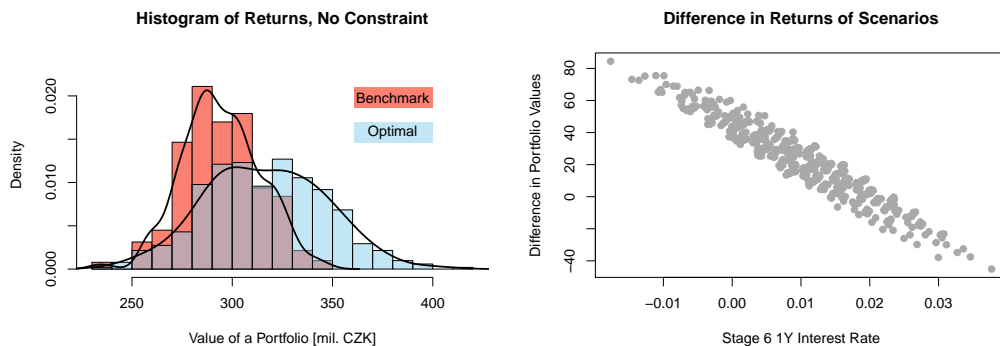 Histogram of Returns, No Constraint
Density
0.000
0.010
0.020
Benchmark
Optimal
250
300
350
400
Value of a Portfolio [mil. CZK]
Difference in Returns of Scenarios
Difference in Portfolio Values
−40
0
20
40
60
80
−0.01
0.00
0.01
0.02
0.03
Stage 6 1Y Interest Rate